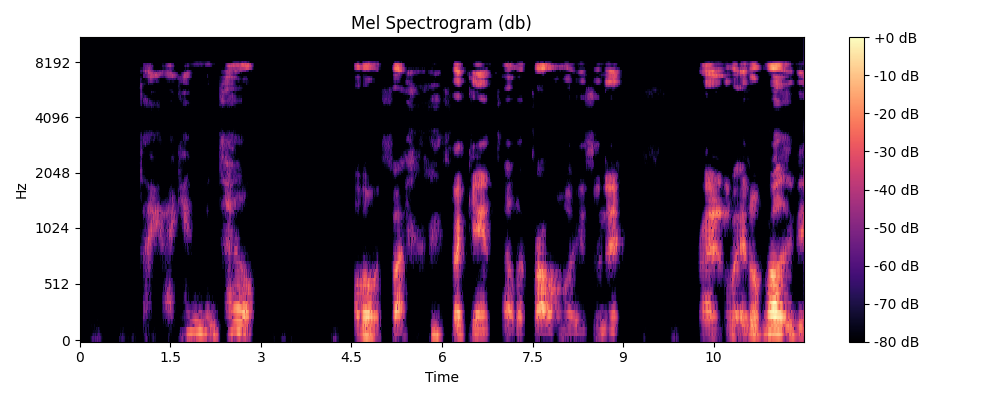 Mel Spectrogram (db)
+0 dB
8192
-10 dB
4096
-20 dB
-30 dB
Hz
2048
-40 dB
1024
-50 dB
-60 dB
512
-70 dB
0
-80 dB
0 1.5 3 4.5 6 7.5 9 10
Time